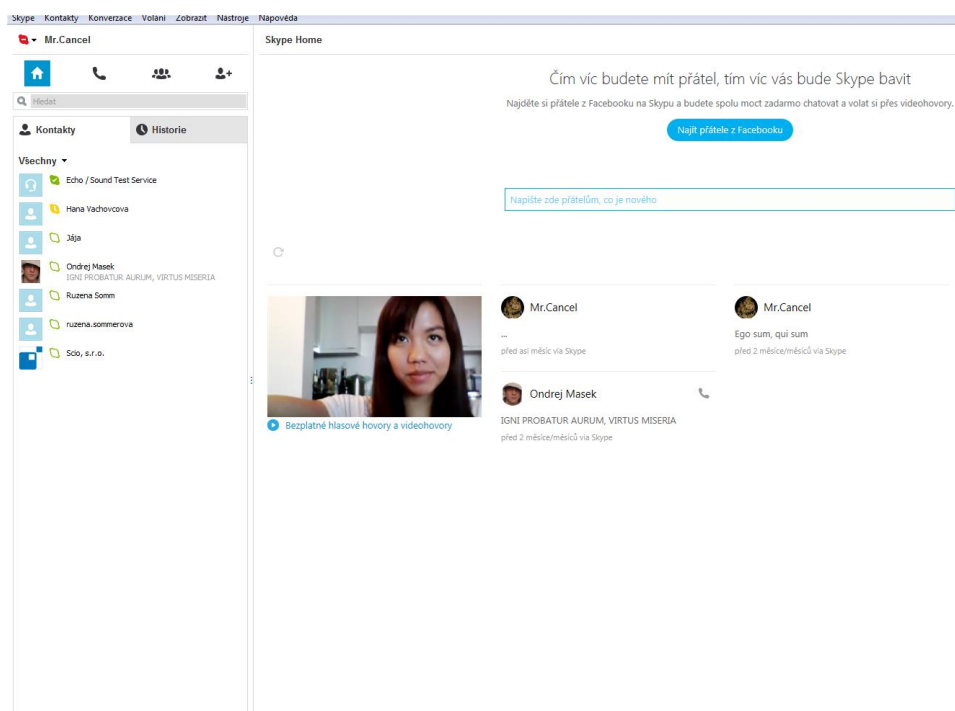 Skype Kontakty Konverzace Volání Zobrazit Nástroje Nápověda
Mr.Cancel
Hledat
Kontakty
Historie
Všechny
Echo / Sound Test Service
Hana Vachovcova
Jája
Ondrej Masek
IGNI PROBATUR AURUM, VIRTUS MISERIA
Ruzena Somm
ruzena.sommerova
Scio, s.r.o.
Skype Home
Čím víc budete mít přátel, tím víc vás bude Skype bavit
Najděte si přátele z Facebooku na Skypu a budete spolu moct zadarmo chatovat a volat si přes videohovory.
Najít přátele z Facebooku
Napište zde přátelům, co je nového
Bezplatné hlasové hovory a videohovory
Mr.Cancel
...
před asi měsíc via Skype
Ondrej Masek
IGNI PROBATUR AURUM, VIRTUS MISERIA
před 2 měsíce/měsíců via Skype
Mr.Cancel
Ego sum, qui sum
před 2 měsíce/měsíců via Skype